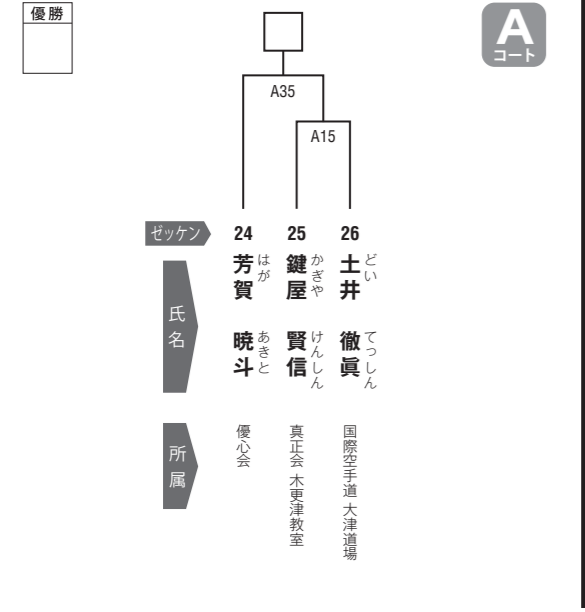 優勝
A
コート
A35
A15
ゼッケン
24
25
26
氏名
芳賀 暁斗
はが あきと
鍵屋 賢信
かぎや けんしん
土井 徹眞
どい てっしん
所属
優心会
真正会 木更津教室
国際空手道 大津道場